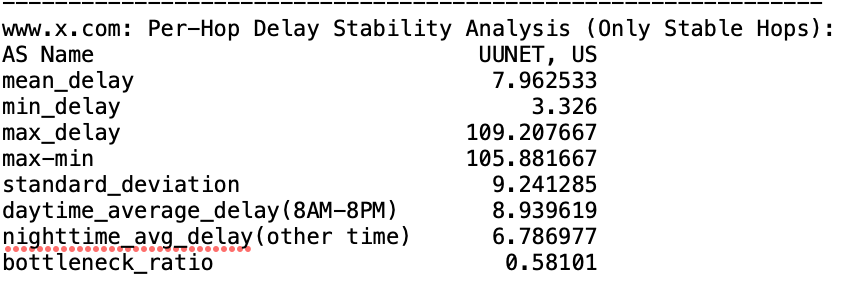 www.x.com: Per-Hop Delay Stability Analysis (Only Stable Hops):
AS Name UUNET, US
mean_delay 7.962533
min_delay 3.326
max_delay 109.207667
max-min 105.881667
standard_deviation 9.241285
daytime_average_delay(8AM-8PM) 8.939619
nighttime_avg_delay(other time) 6.786977
bottleneck_ratio 0.58101